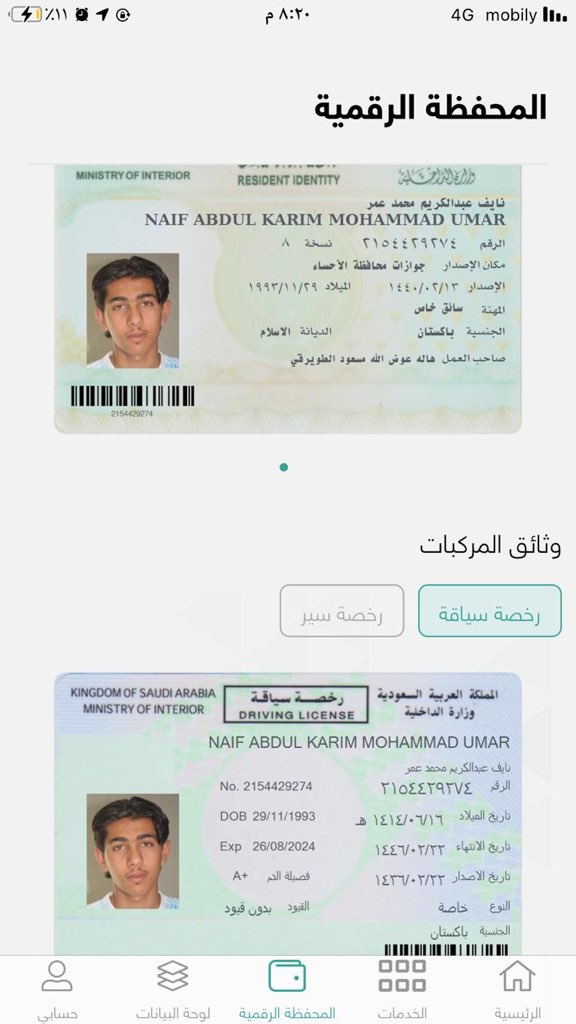 ٪١١ ٨:٢٠ م 4G mobily
المحفظة الرقمية
MINISTRY OF INTERIOR RESIDENT IDENTITY وزارة الداخلية
نايف عبدالكريم محمد عمر
NAIF ABDUL KARIM MOHAMMAD UMAR
الرقم ٢١٥٤٤٢٩٢٧٤ نسخة ٨
مكان الإصدار جوازات محافظة الأحساء
الإصدار ١٤٤٠/٠٢/١٣ الميلاد ١٩٩٣/١١/٢٩
المهنة سائق خاص
الجنسية باكستان الديانة الاسلام
صاحب العمل هاله عوض الله مسعود الطويرقي
2154429274
وثائق المركبات
رخصة سياقة رخصة سير
المملكة العربية السعودية رخصة سياقة KINGDOM OF SAUDI ARABIA
وزارة الداخلية DRIVING LICENSE MINISTRY OF INTERIOR
NAIF ABDUL KARIM MOHAMMAD UMAR
نايف عبدالكريم محمد عمر
الرقم ٢١٥٤٤٢٩٢٧٤ No. 2154429274
تاريخ الميلاد ١٤١٤/٠٦/١٦ هـ DOB 29/11/1993
تاريخ الانتهاء ١٤٤٦/٠٢/٢٢ Exp 26/08/2024
تاريخ الاصدار ١٤٣٦/٠٢/٢٢ فصيلة الدم A+
النوع خاصة القيود بدون قيود
الجنسية باكستان
الرئيسية الخدمات المحفظة الرقمية لوحة البيانات حسابي